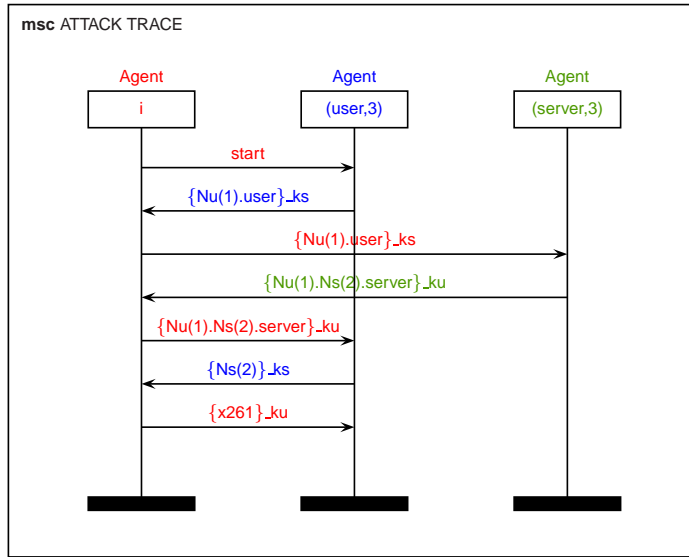 msc ATTACK TRACE
Agent Agent Agent
i (user,3) (server,3)
start
{Nu(1).user}_ks
{Nu(1).user}_ks
{Nu(1).Ns(2).server}_ku
{Nu(1).Ns(2).server}_ku
{Ns(2)}_ks
{x261}_ku